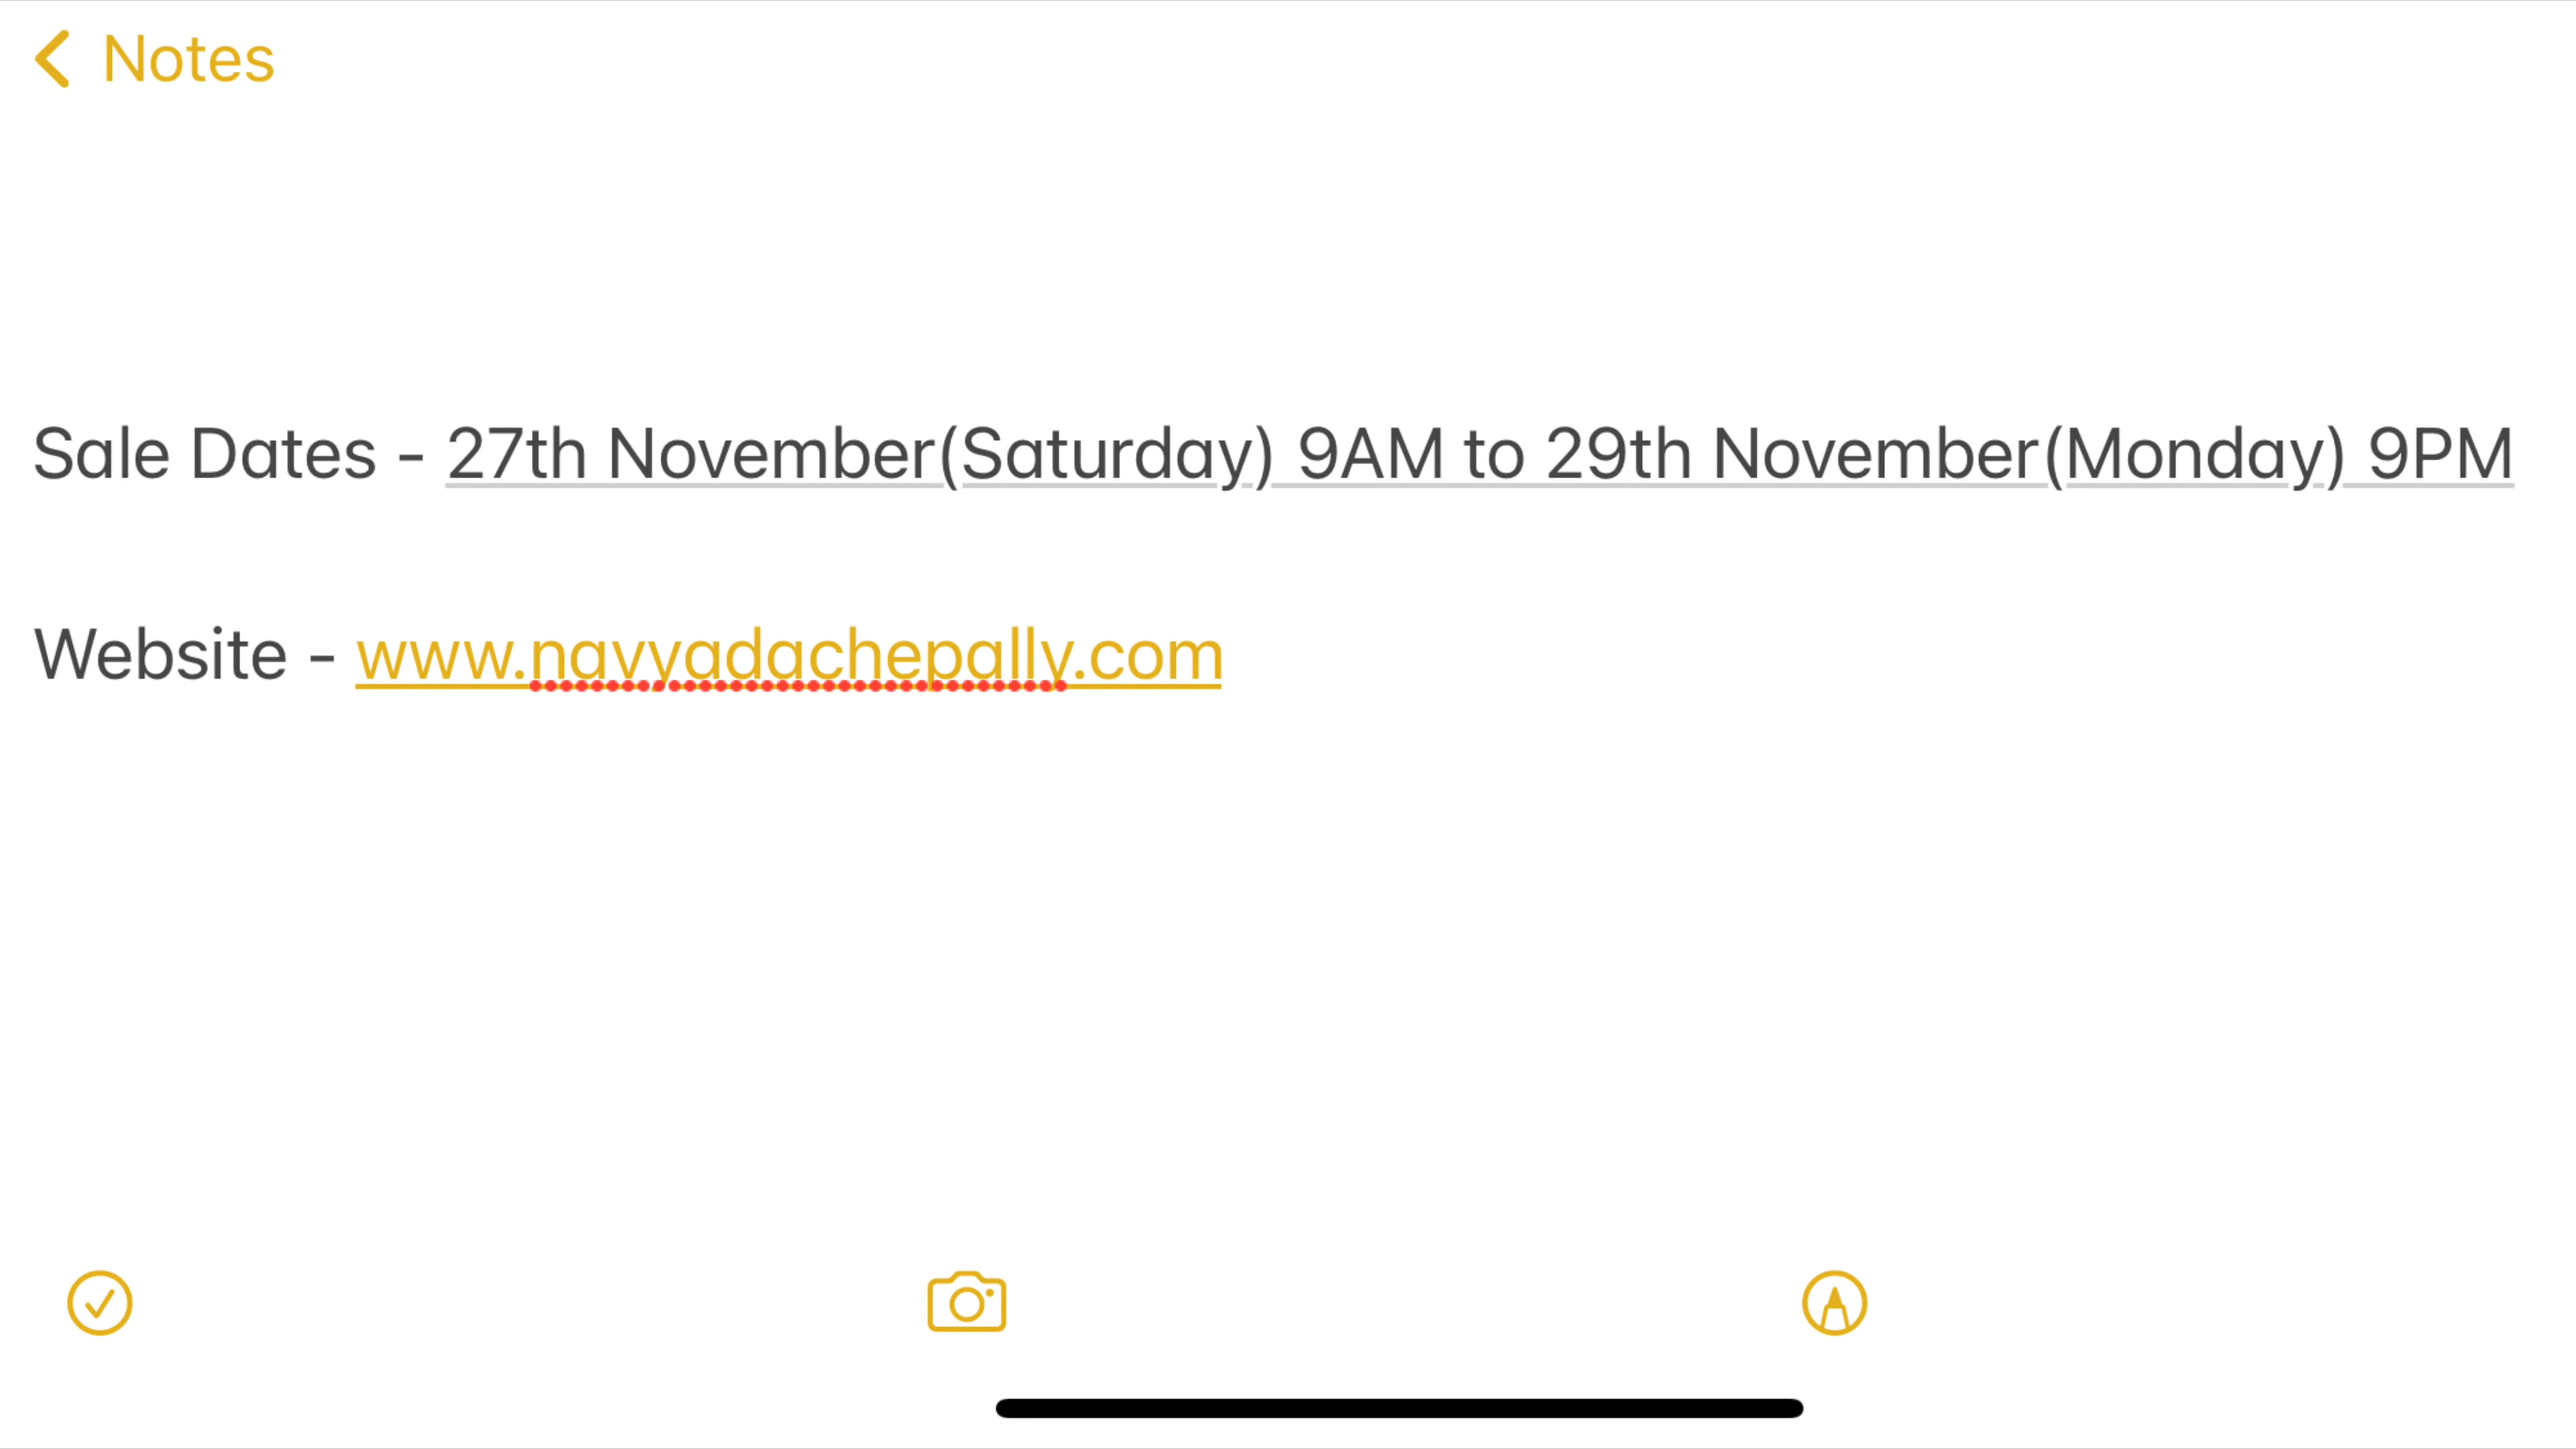 Notes
Sale Dates - 27th November(Saturday) 9AM to 29th November(Monday) 9PM
Website - www.navyadachepally.com